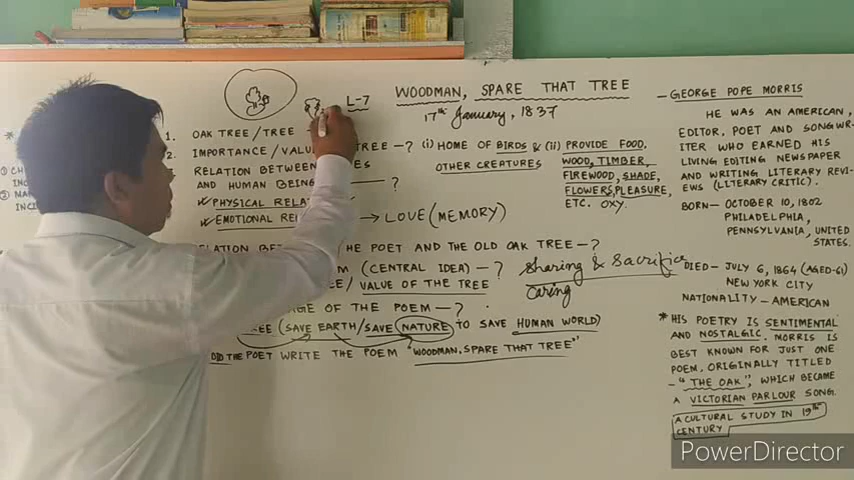 L-7
WOODMAN, SPARE THAT TREE
17th January, 1837
1. OAK TREE/TREE
2. IMPORTANCE/ TREE-? (i) HOME OF BIRDS & (ii) PROVIDE FOOD,
OTHER CREATURES WOOD, TIMBER,
FIREWOOD, SHADE,
FLOWERS, PLEASURE,
ETC. OXY.
RELATION BETWEEN
AND HUMAN BEING ?
PHYSICAL
EMOTIONAL → LOVE (MEMORY)
RELATION THE POET AND THE OLD OAK TREE-?
(CENTRAL IDEA)-? Sharing & Sacrifice
/ VALUE OF THE TREE Caring
OF THE POEM-?
(SAVE EARTH/SAVE NATURE TO SAVE HUMAN WORLD)
DID THE POET WRITE THE POEM "WOODMAN, SPARE THAT TREE"
- GEORGE POPE MORRIS
HE WAS AN AMERICAN,
EDITOR, POET AND SONGWR-
ITER WHO EARNED HIS
LIVING EDITING NEWSPAPER
AND WRITING LITERARY REVI-
EWS (LITERARY CRITIC).
BORN- OCTOBER 10, 1802
PHILADELPHIA,
PENNSYLVANIA, UNITED
STATES.
DIED- JULY 6, 1864 (AGED-61)
NEW YORK CITY
NATIONALITY - AMERICAN
* HIS POETRY IS SENTIMENTAL
AND NOSTALGIC. MORRIS IS
BEST KNOWN FOR JUST ONE
POEM, ORIGINALLY TITLED
- "THE OAK", WHICH BECAME
A VICTORIAN PARLOUR SONG.
A CULTURAL STUDY IN 19th
CENTURY
PowerDirector